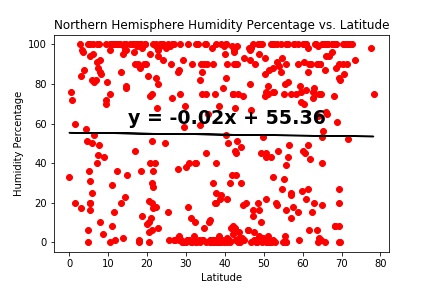 Northern Hemisphere Humidity Percentage vs. Latitude
100
80
60
40
20
0
Humidity Percentage
y = -0.02x + 55.36
0 10 20 30 40 50 60 70 80
Latitude